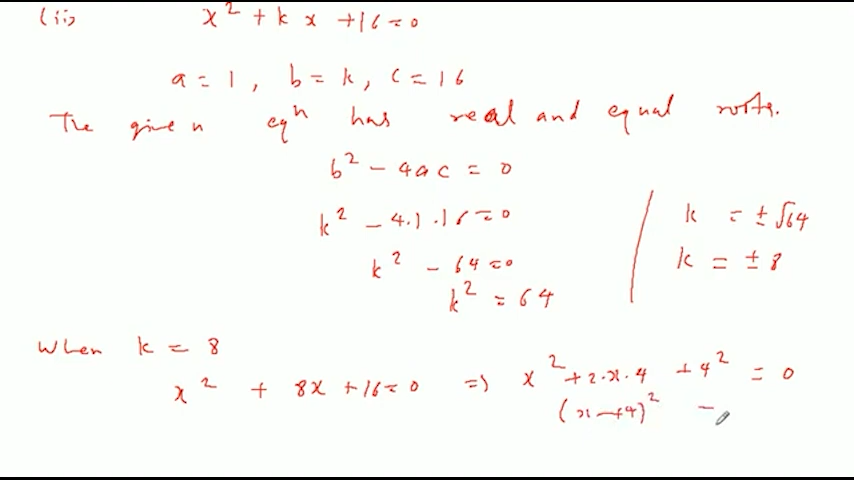 (ii) x² + k x + 16 = 0
a = 1 , b = k , c = 16
The given eqⁿ has real and equal roots.
b² - 4ac = 0
k² - 4.1.16 = 0
k² - 64 = 0
k² = 64
k = ± √64
k = ± 8
When k = 8
x² + 8x + 16 = 0 => x² + 2·x·4 + 4² = 0
(x+4)² =